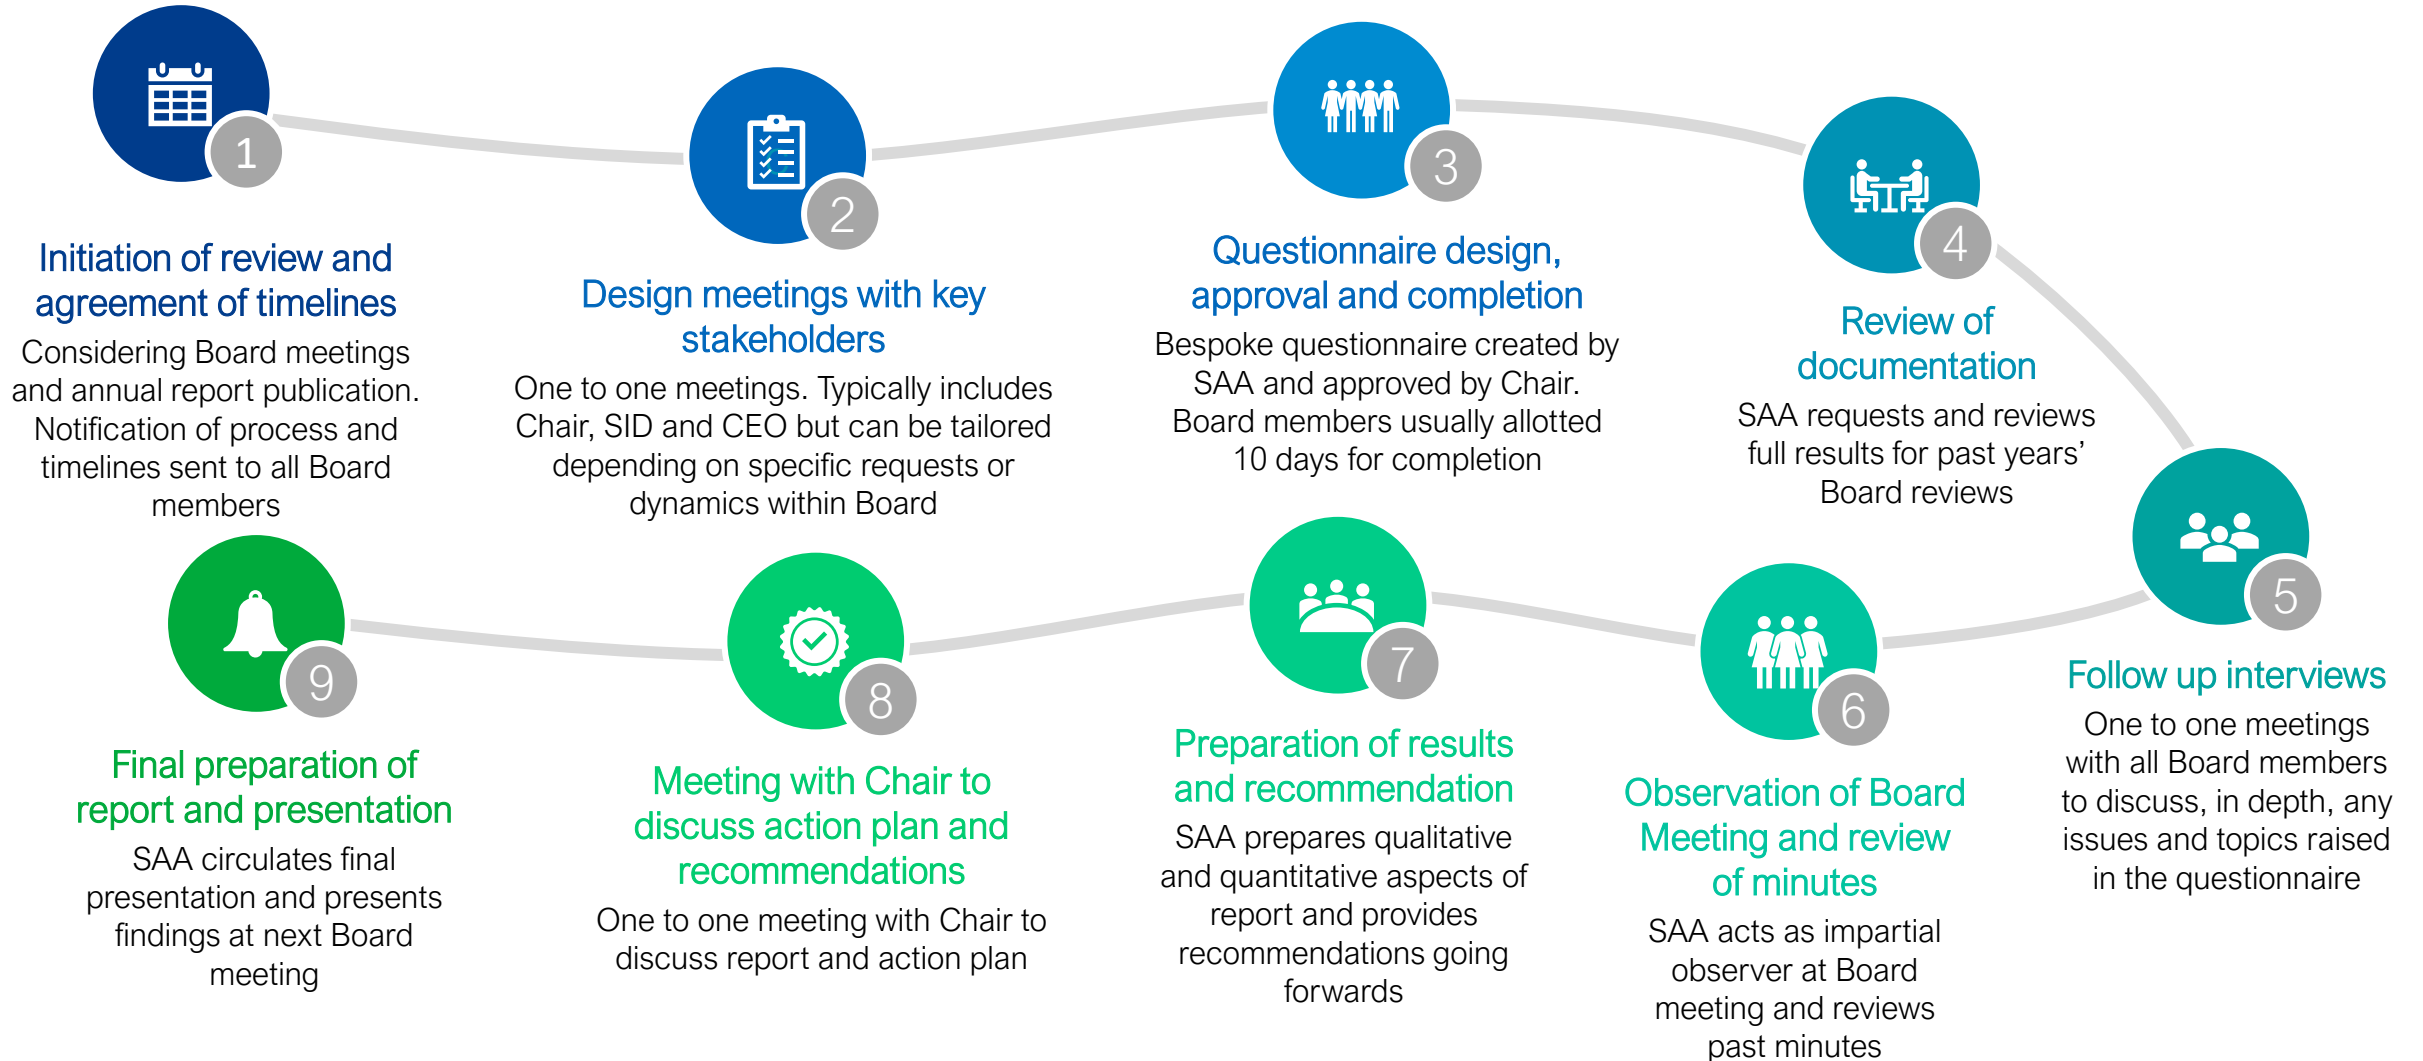 1
Initiation of review and
agreement of timelines
Considering Board meetings
and annual report publication.
Notification of process and
timelines sent to all Board
members
2
Design meetings with key
stakeholders
One to one meetings. Typically includes
Chair, SID and CEO but can be tailored
depending on specific requests or
dynamics within Board
3
Questionnaire design,
approval and completion
Bespoke questionnaire created by
SAA and approved by Chair.
Board members usually allotted
10 days for completion
4
Review of
documentation
SAA requests and reviews
full results for past years’
Board reviews
5
Follow up interviews
One to one meetings
with all Board members
to discuss, in depth, any
issues and topics raised
in the questionnaire
6
Observation of Board
Meeting and review
of minutes
SAA acts as impartial
observer at Board
meeting and reviews
past minutes
7
Preparation of results
and recommendation
SAA prepares qualitative
and quantitative aspects of
report and provides
recommendations going
forwards
8
Meeting with Chair to
discuss action plan and
recommendations
One to one meeting with Chair to
discuss report and action plan
9
Final preparation of
report and presentation
SAA circulates final
presentation and presents
findings at next Board
meeting